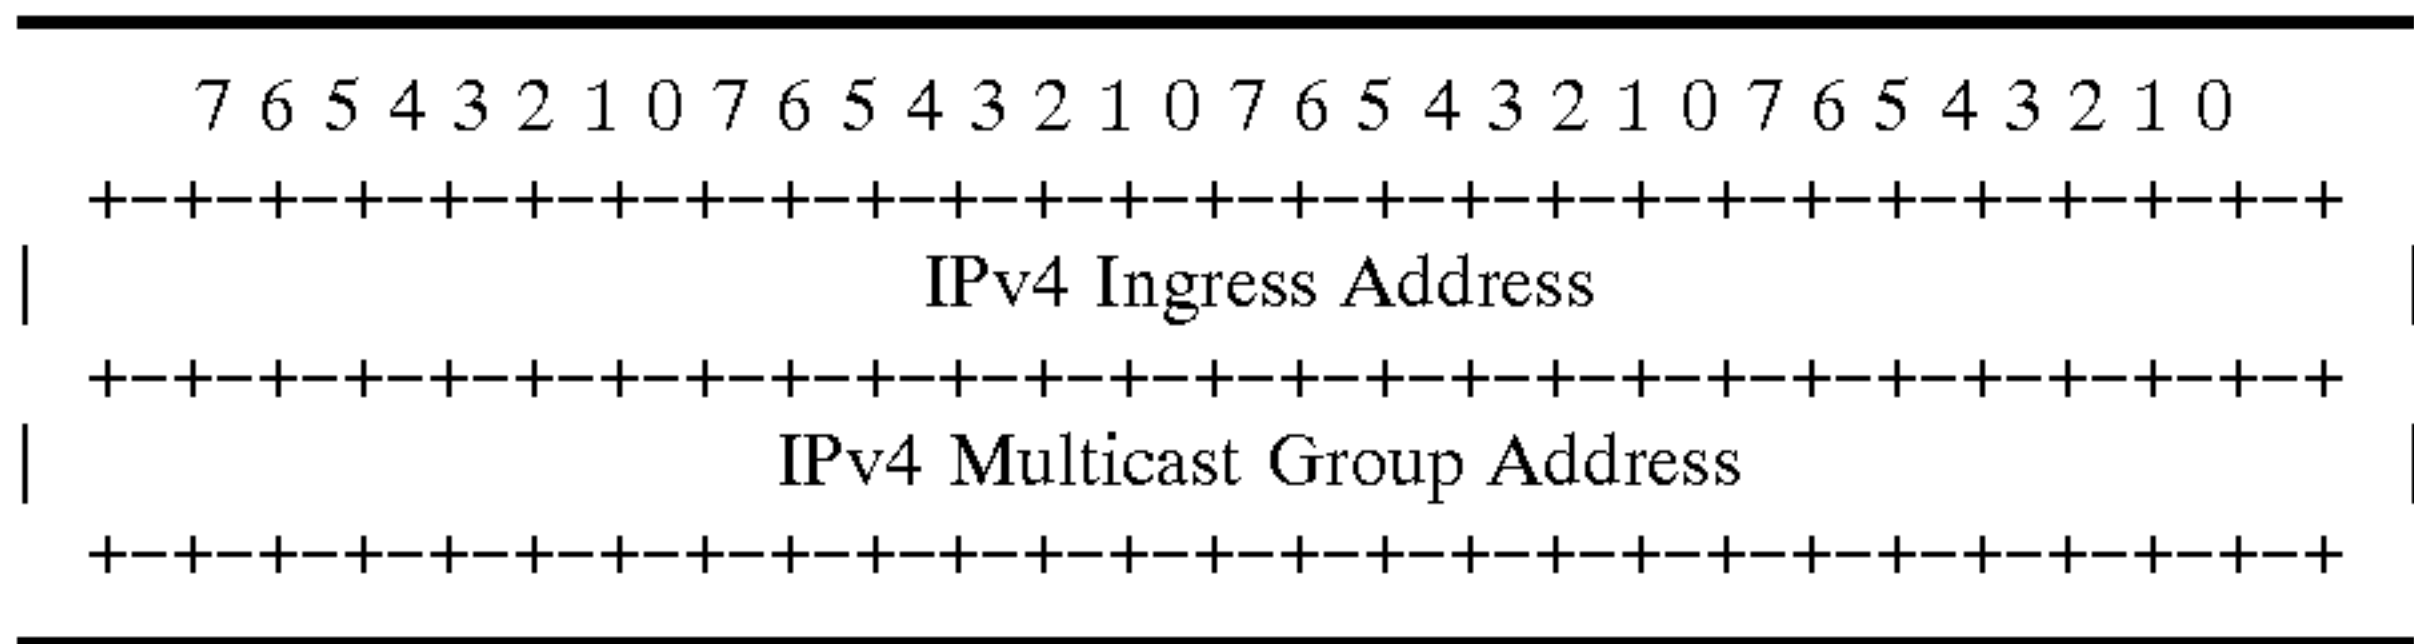 7 6 5 4 3 2 1 0 7 6 5 4 3 2 1 0 7 6 5 4 3 2 1 0 7 6 5 4 3 2 1 0
+-+-+-+-+-+-+-+-+-+-+-+-+-+-+-+-+-+-+-+-+-+-+-+-+-+-+
| IPv4 Ingress Address |
+-+-+-+-+-+-+-+-+-+-+-+-+-+-+-+-+-+-+-+-+-+-+-+-+-+-+
| IPv4 Multicast Group Address |
+-+-+-+-+-+-+-+-+-+-+-+-+-+-+-+-+-+-+-+-+-+-+-+-+-+-+